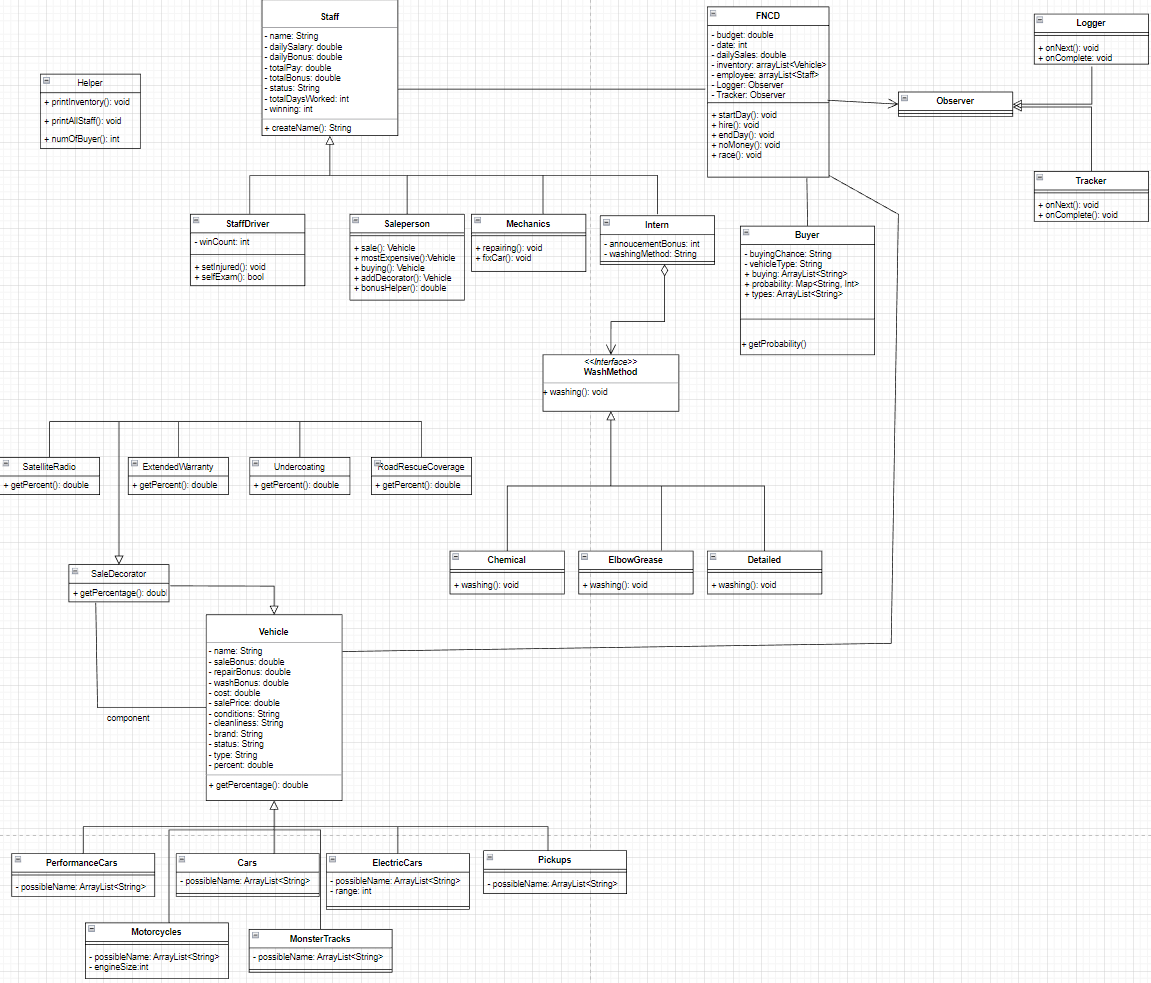 Staff
- name: String
- dailySalary: double
- dailyBonus: double
- totalPay: double
- totalBonus: double
- status: String
- totalDaysWorked: int
- winning: int
+ createName(): String
FNCD
- budget: double
- date: int
- dailySales: double
- inventory: arrayList<Vehicle>
- employee: arrayList<Staff>
- Logger: Observer
- Tracker: Observer
+ startDay(): void
+ hire(): void
+ endDay(): void
+ noMoney(): void
+ race(): void
Logger
+ onNext(): void
+ onComplete: void
Helper
+ printInventory(): void
+ printAllStaff(): void
+ numOfBuyer(): int
Observer
Tracker
+ onNext(): void
+ onComplete(): void
StaffDriver
- winCount: int
+ setInjured(): void
+ selfExam(): bool
Saleperson
+ sale(): Vehicle
+ mostExpensive():Vehicle
+ buying(): Vehicle
+ addDecorator(): Vehicle
+ bonusHelper(): double
Mechanics
+ repairing(): void
+ fixCar(): void
Intern
- annoucementBonus: int
- washingMethod: String
Buyer
- buyingChance: String
- vehicleType: String
+ buying: ArrayList<String>
+ probability: Map<String, Int>
+ types: ArrayList<String>
+ getProbability()
<<Interface>>
WashMethod
+ washing(): void
SatelliteRadio
+ getPercent(): double
ExtendedWarranty
+ getPercent(): double
Undercoating
+ getPercent(): double
RoadRescueCoverage
+ getPercent(): double
Chemical
+ washing(): void
ElbowGrease
+ washing(): void
Detailed
+ washing(): void
SaleDecorator
+ getPercentage(): doubl
Vehicle
- name: String
- saleBonus: double
- repairBonus: double
- washBonus: double
- cost: double
- salePrice: double
- conditions: String
- cleanliness: String
- brand: String
- status: String
- type: String
- percent: double
+ getPercentage(): double
component
PerformanceCars
- possibleName: ArrayList<String>
Cars
- possibleName: ArrayList<String>
ElectricCars
- possibleName: ArrayList<String>
- range: int
Pickups
- possibleName: ArrayList<String>
Motorcycles
- possibleName: ArrayList<String>
- engineSize:int
MonsterTracks
- possibleName: ArrayList<String>